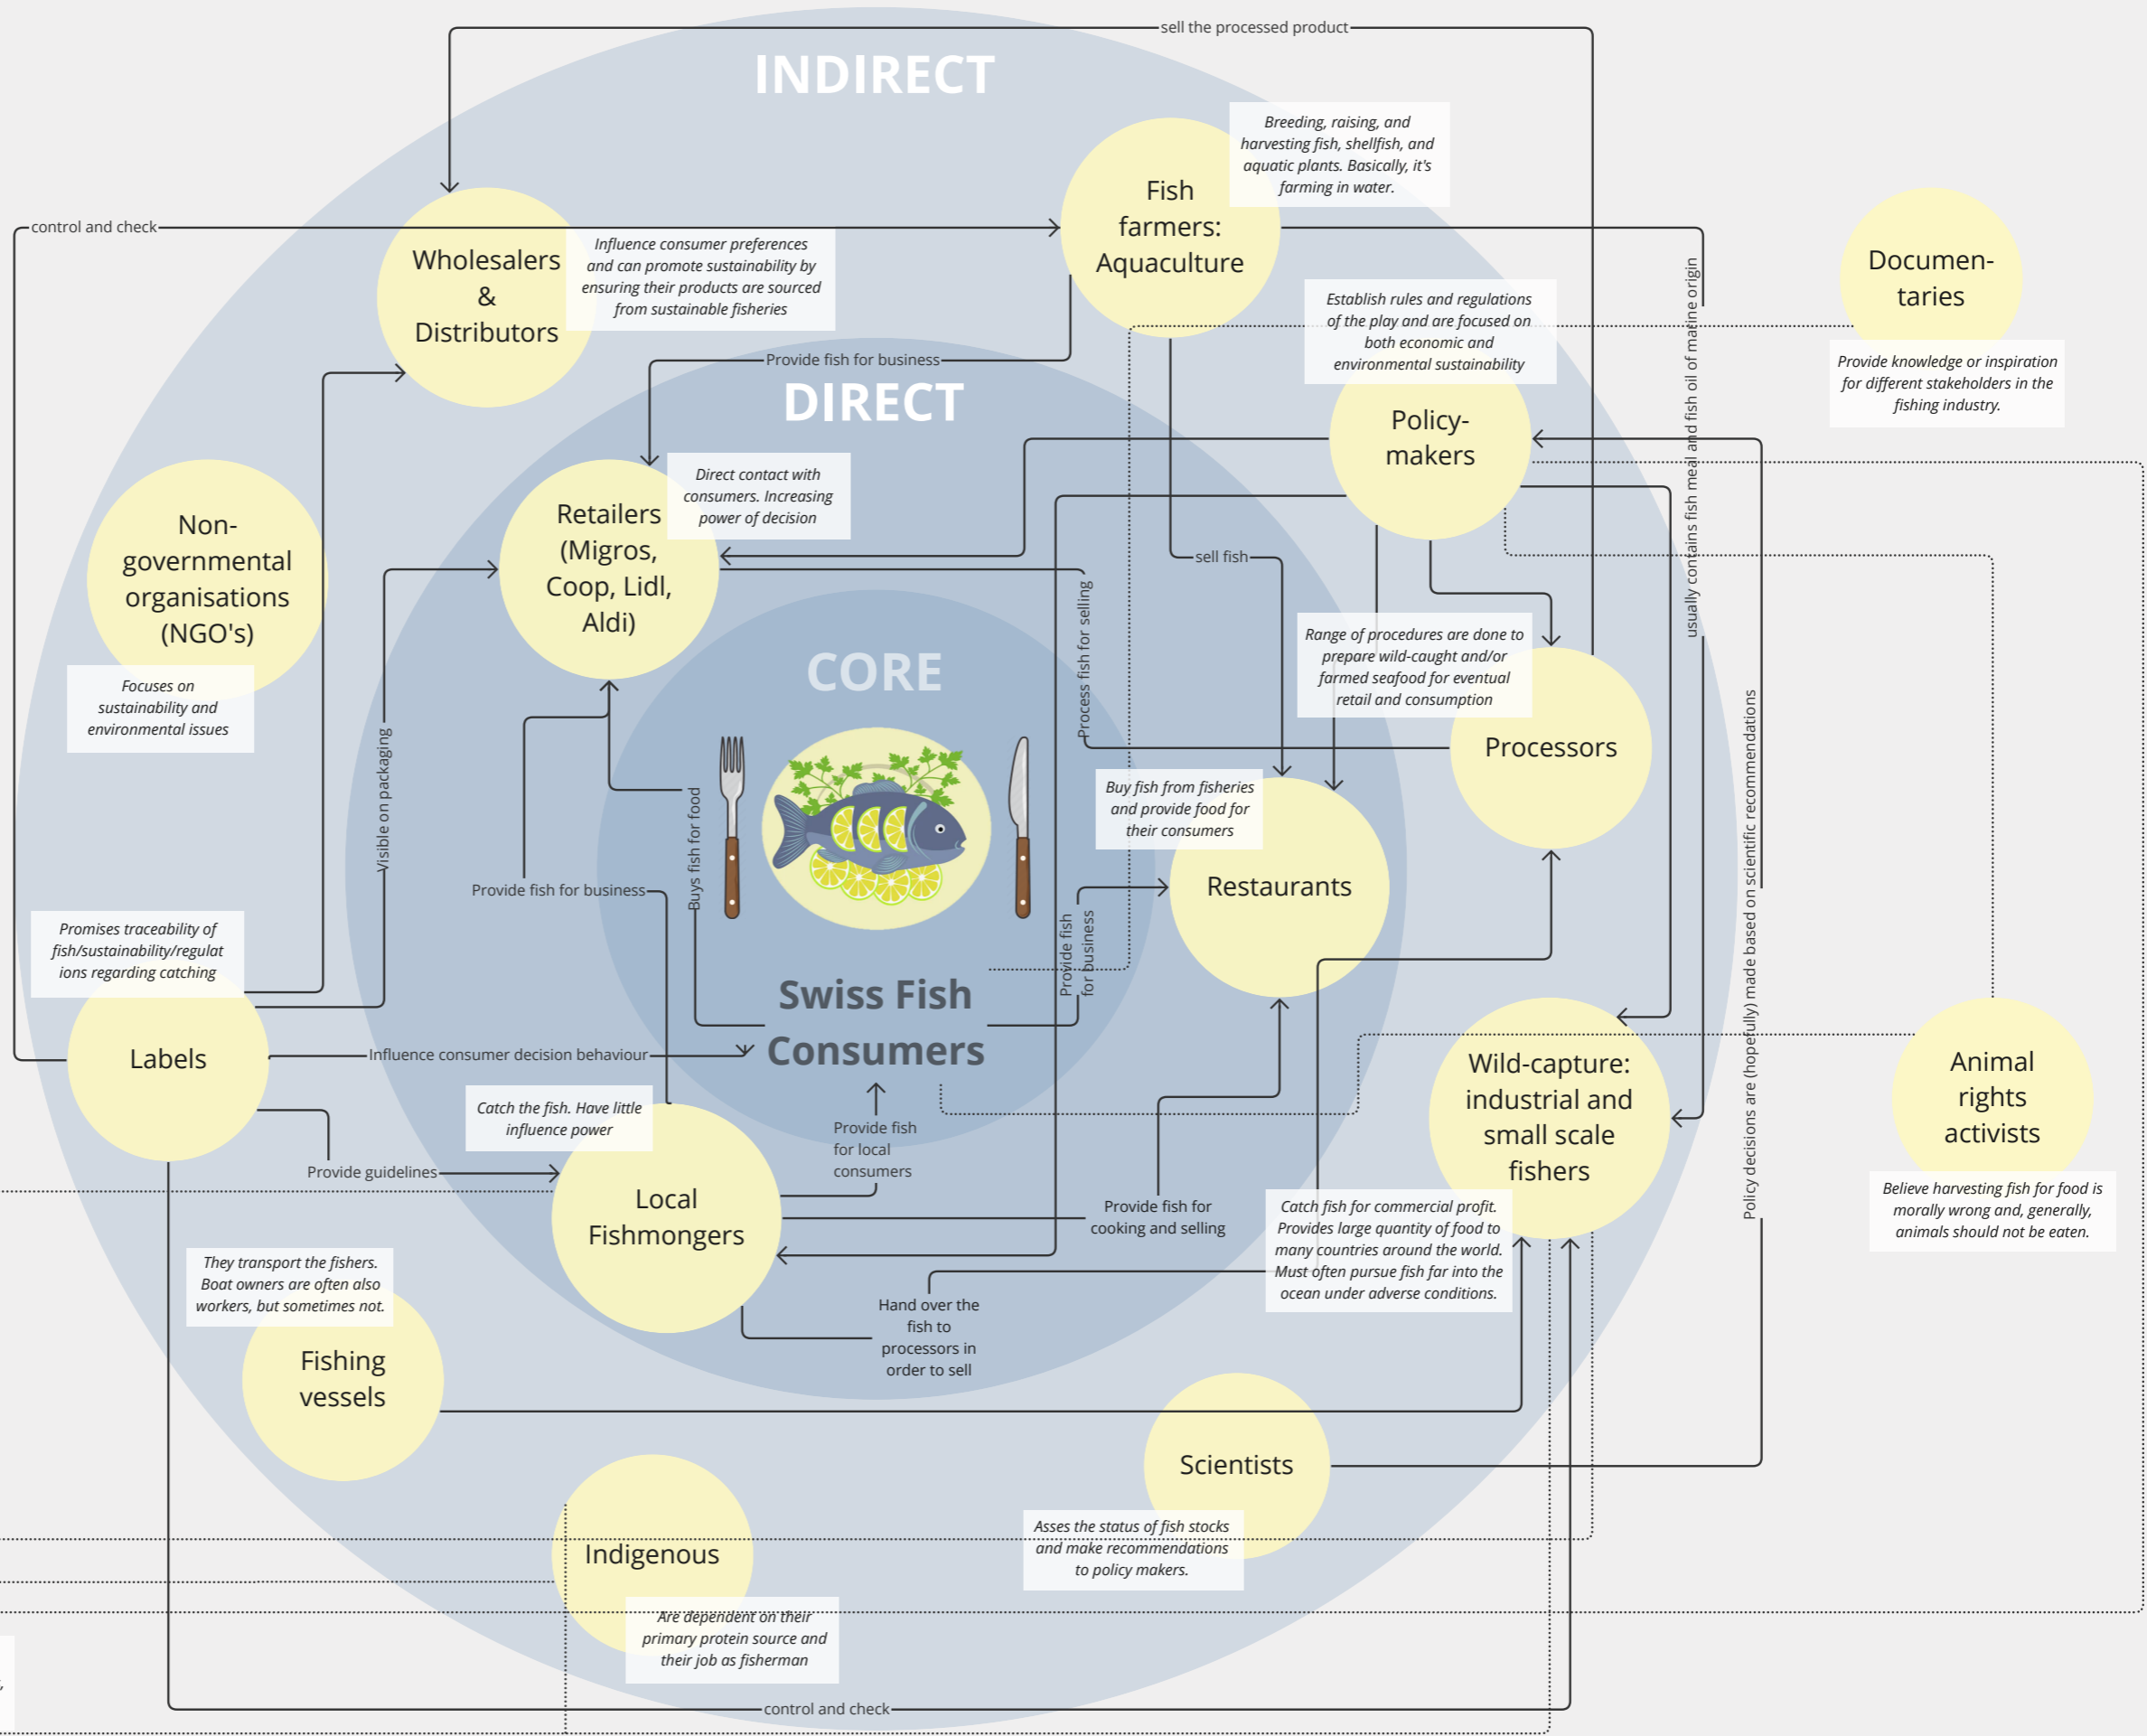 sell the processed product
INDIRECT
Breeding, raising, and
harvesting fish, shellfish, and
aquatic plants. Basically, it's
farming in water.
Fish
farmers:
Aquaculture
control and check
Wholesalers
&
Distributors
Influence consumer preferences
and can promote sustainability by
ensuring their products are sourced
from sustainable fisheries
Documen-
taries
Provide knowledge or inspiration
for different stakeholders in the
fishing industry.
Establish rules and regulations
of the play and are focused on
both economic and
environmental sustainability
Policy-
makers
usually contains fish meal and fish oil of marine origin
Provide fish for business
DIRECT
Direct contact with
consumers. Increasing
power of decision
Retailers
(Migros,
Coop, Lidl,
Aldi)
Non-
governmental
organisations
(NGO's)
Focuses on
sustainability and
environmental issues
sell fish
Process fish for selling
Range of procedures are done to
prepare wild-caught and/or
farmed seafood for eventual
retail and consumption
Processors
CORE
Visible on packaging
Buys fish for food
Provide fish for business
Buy fish from fisheries
and provide food for
their consumers
Restaurants
Provide fish
for business
Policy decisions are (hopefully) made based on scientific recommendations
Promises traceability of
fish/sustainability/regulat
ions regarding catching
Labels
Swiss Fish
Consumers
Influence consumer decision behaviour
Catch the fish. Have little
influence power
Provide fish
for local
consumers
Provide guidelines
Local
Fishmongers
Provide fish for
cooking and selling
Wild-capture:
industrial and
small scale
fishers
Catch fish for commercial profit.
Provides large quantity of food to
many countries around the world.
Must often pursue fish far into the
ocean under adverse conditions.
Animal
rights
activists
Believe harvesting fish for food is
morally wrong and, generally,
animals should not be eaten.
They transport the fishers.
Boat owners are often also
workers, but sometimes not.
Fishing
vessels
Hand over the
fish to
processors in
order to sell
Scientists
Asses the status of fish stocks
and make recommendations
to policy makers.
Indigenous
Are dependent on their
primary protein source and
their job as fisherman
control and check